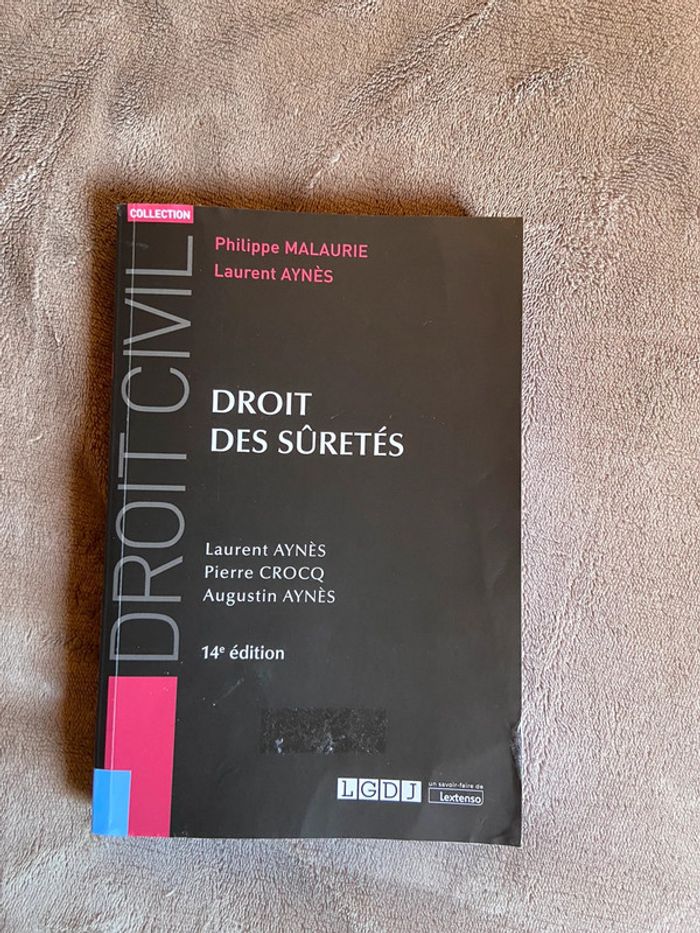 COLLECTION
DROIT CIVIL
Philippe MALAURIE
Laurent AYNÈS
DROIT
DES SÛRETÉS
Laurent AYNÈS
Pierre CROCQ
Augustin AYNÈS
14e édition
LGDJ
un savoir-faire de
Lextenso